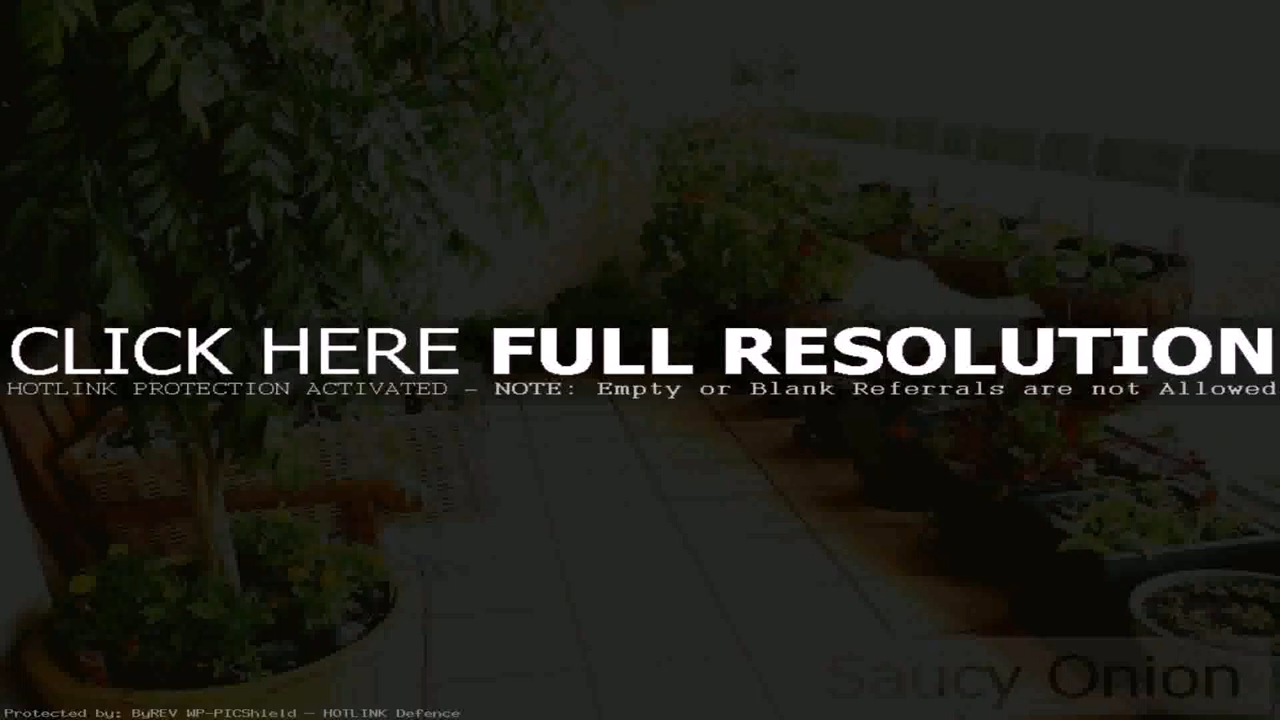 CLICK HERE FULL RESOLUTION
HOTLINK PROTECTION ACTIVATED – NOTE: Empty or Blank Referrals are not Allowed
Saucy Onion
Protected by: ByREV WP-PICShield – HOTLINK Defence